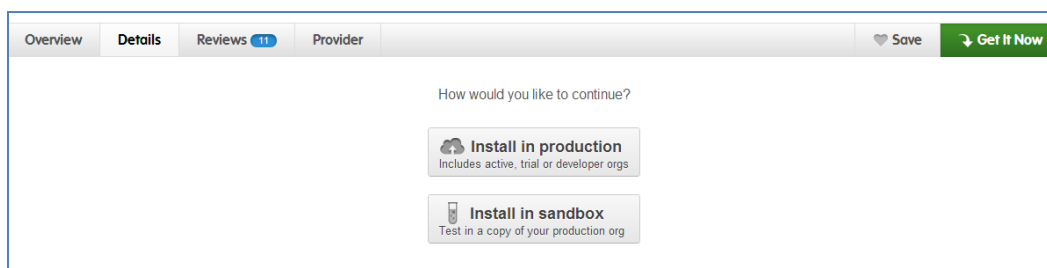 Overview Details Reviews 11 Provider Save Get It Now
How would you like to continue?
Install in production
Includes active, trial or developer orgs
Install in sandbox
Test in a copy of your production org